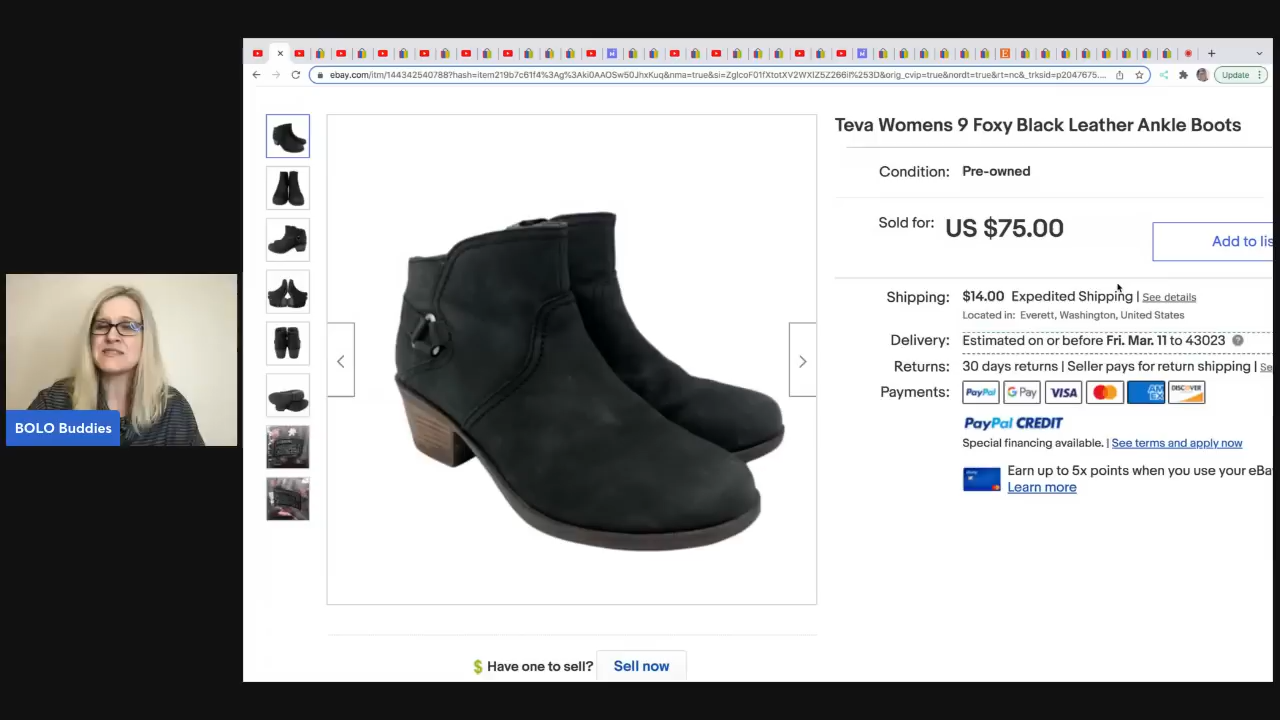 Update
ebay.com/itm/144342540788?hash=item219b7c61f4%3Ag%3Aki0AAOSw50JhxKuq&nma=true&si=ZglcoF01fXtotXV2WXIZ5Z266iI%253D&orig_cvip=true&nordt=true&rt=nc&_trksid=p2047675....
Teva Womens 9 Foxy Black Leather Ankle Boots
Condition: Pre-owned
Sold for: US $75.00
Add to lis
Shipping: $14.00 Expedited Shipping | See details
Located in: Everett, Washington, United States
Delivery: Estimated on or before Fri. Mar. 11 to 43023
Returns: 30 days returns | Seller pays for return shipping | Se
Payments: PayPal G Pay VISA MasterCard AM EX DISCOVER
PayPal CREDIT
Special financing available. | See terms and apply now
Earn up to 5x points when you use your eBa
Learn more
BOLO Buddies
Have one to sell? Sell now